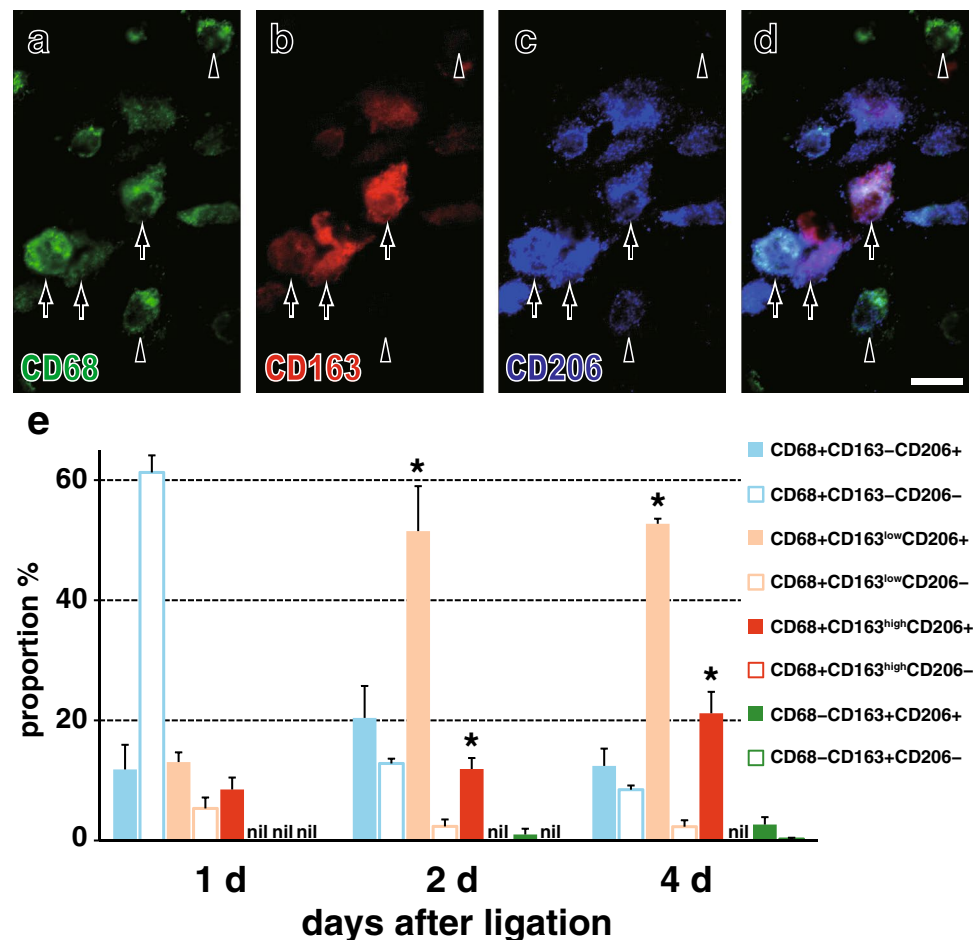 a
b
c
d
CD68
CD163
CD206
e
proportion %
60
40
20
0
*
*
*
*
nil nil nil
nil
nil
nil
1 d
2 d
4 d
days after ligation
CD68+CD163−CD206+
CD68+CD163−CD206−
CD68+CD163lowCD206+
CD68+CD163lowCD206−
CD68+CD163highCD206+
CD68+CD163highCD206−
CD68−CD163+CD206+
CD68−CD163+CD206−